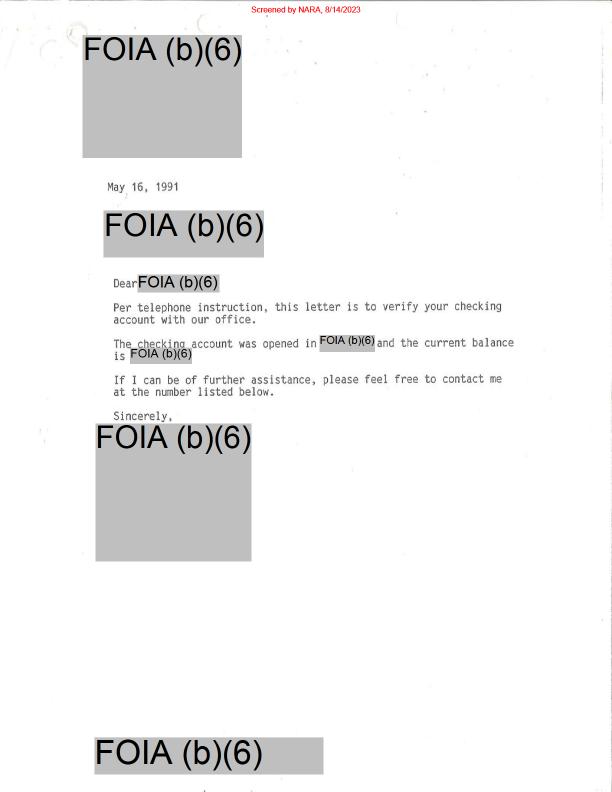 Screened by NARA, 8/14/2023
FOIA (b)(6)
May 16, 1991
FOIA (b)(6)
Dear FOIA (b)(6)
Per telephone instruction, this letter is to verify your checking
account with our office.
The checking account was opened in FOIA (b)(6) and the current balance
is FOIA (b)(6)
If I can be of further assistance, please feel free to contact me
at the number listed below.
Sincerely,
FOIA (b)(6)
FOIA (b)(6)